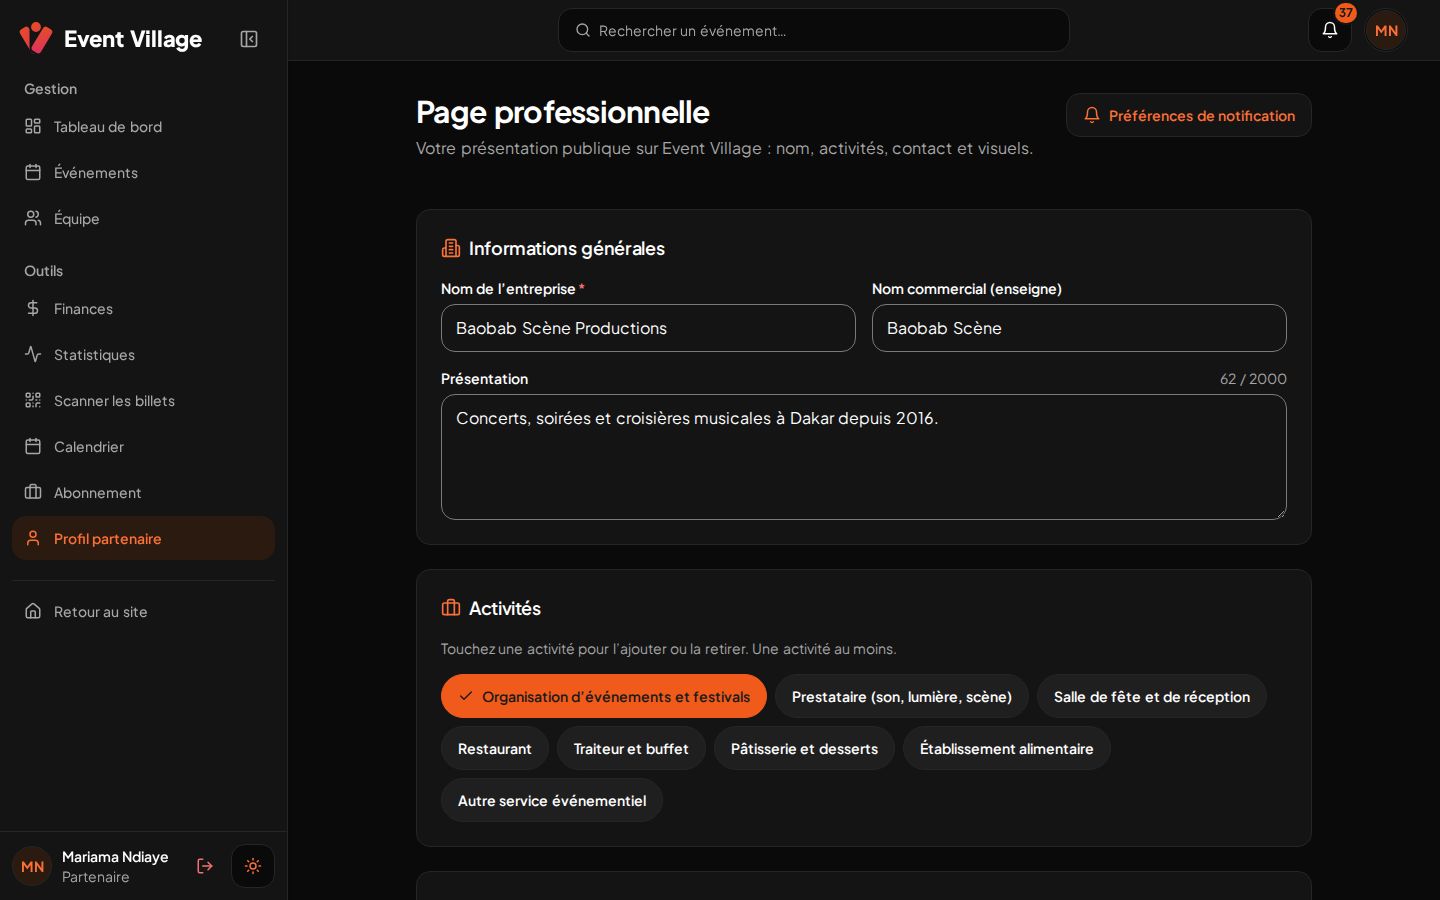 Event Village
Rechercher un événement...
37
MN
Gestion
Tableau de bord
Événements
Équipe
Outils
Finances
Statistiques
Scanner les billets
Calendrier
Abonnement
Profil partenaire
Retour au site
MN
Mariama Ndiaye
Partenaire
Page professionnelle
Préférences de notification
Votre présentation publique sur Event Village : nom, activités, contact et visuels.
Informations générales
Nom de l’entreprise *
Nom commercial (enseigne)
Baobab Scène Productions
Baobab Scène
Présentation
62 / 2000
Concerts, soirées et croisières musicales à Dakar depuis 2016.
Activités
Touchez une activité pour l’ajouter ou la retirer. Une activité au moins.
Organisation d’événements et festivals
Prestataire (son, lumière, scène)
Salle de fête et de réception
Restaurant
Traiteur et buffet
Pâtisserie et desserts
Établissement alimentaire
Autre service événementiel